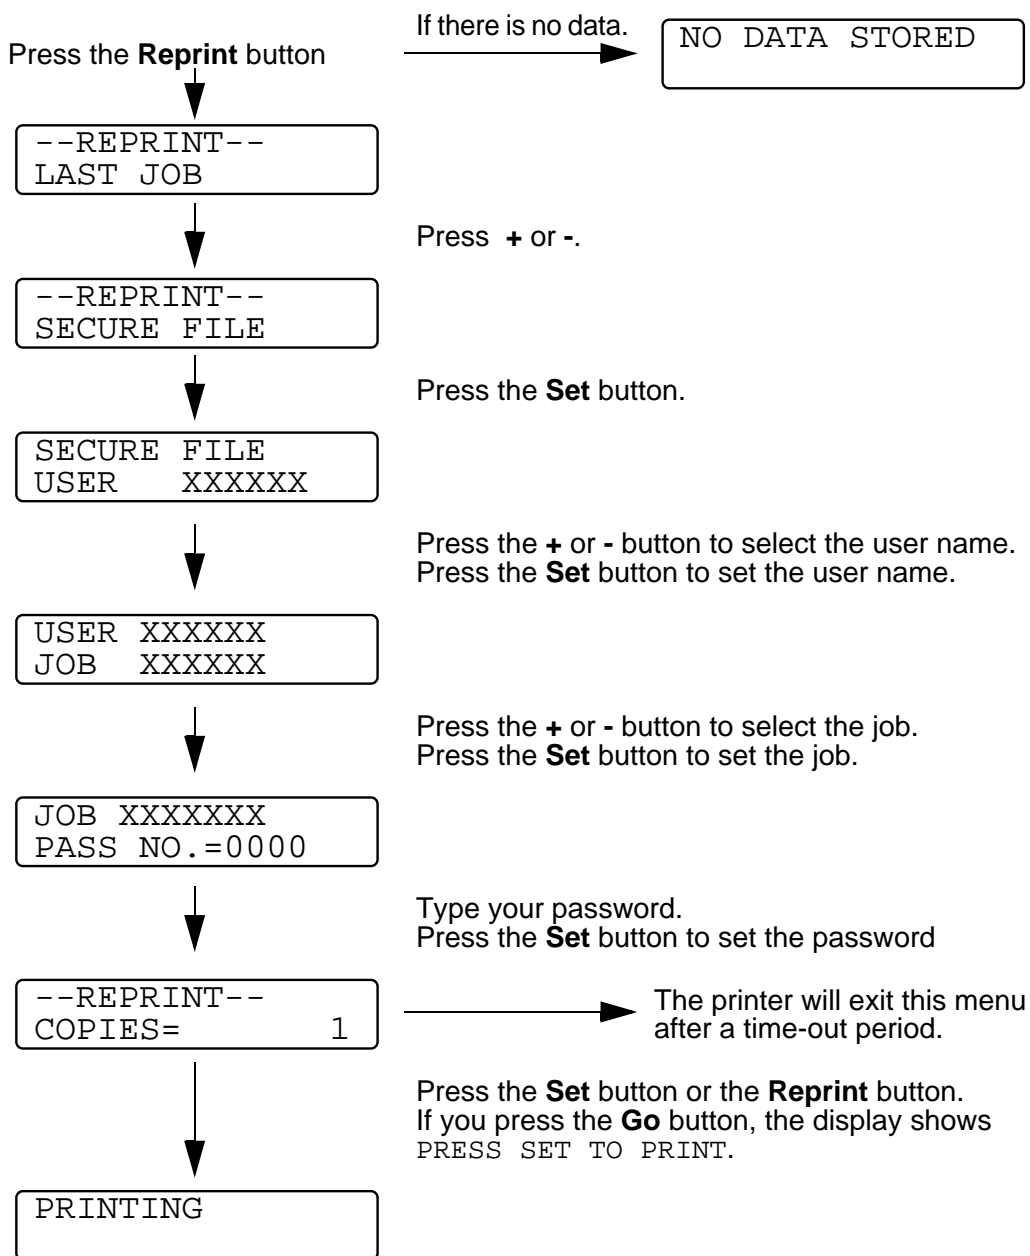 If there is no data.
NO DATA STORED
Press the Reprint button
--REPRINT--
LAST JOB
Press + or -.
--REPRINT--
SECURE FILE
Press the Set button.
SECURE FILE
USER XXXXXX
Press the + or - button to select the user name.
Press the Set button to set the user name.
USER XXXXXX
JOB XXXXXX
Press the + or - button to select the job.
Press the Set button to set the job.
JOB XXXXXXX
PASS NO.=0000
Type your password.
Press the Set button to set the password
--REPRINT--
COPIES= 1
The printer will exit this menu
after a time-out period.
Press the Set button or the Reprint button.
If you press the Go button, the display shows
PRESS SET TO PRINT.
PRINTING